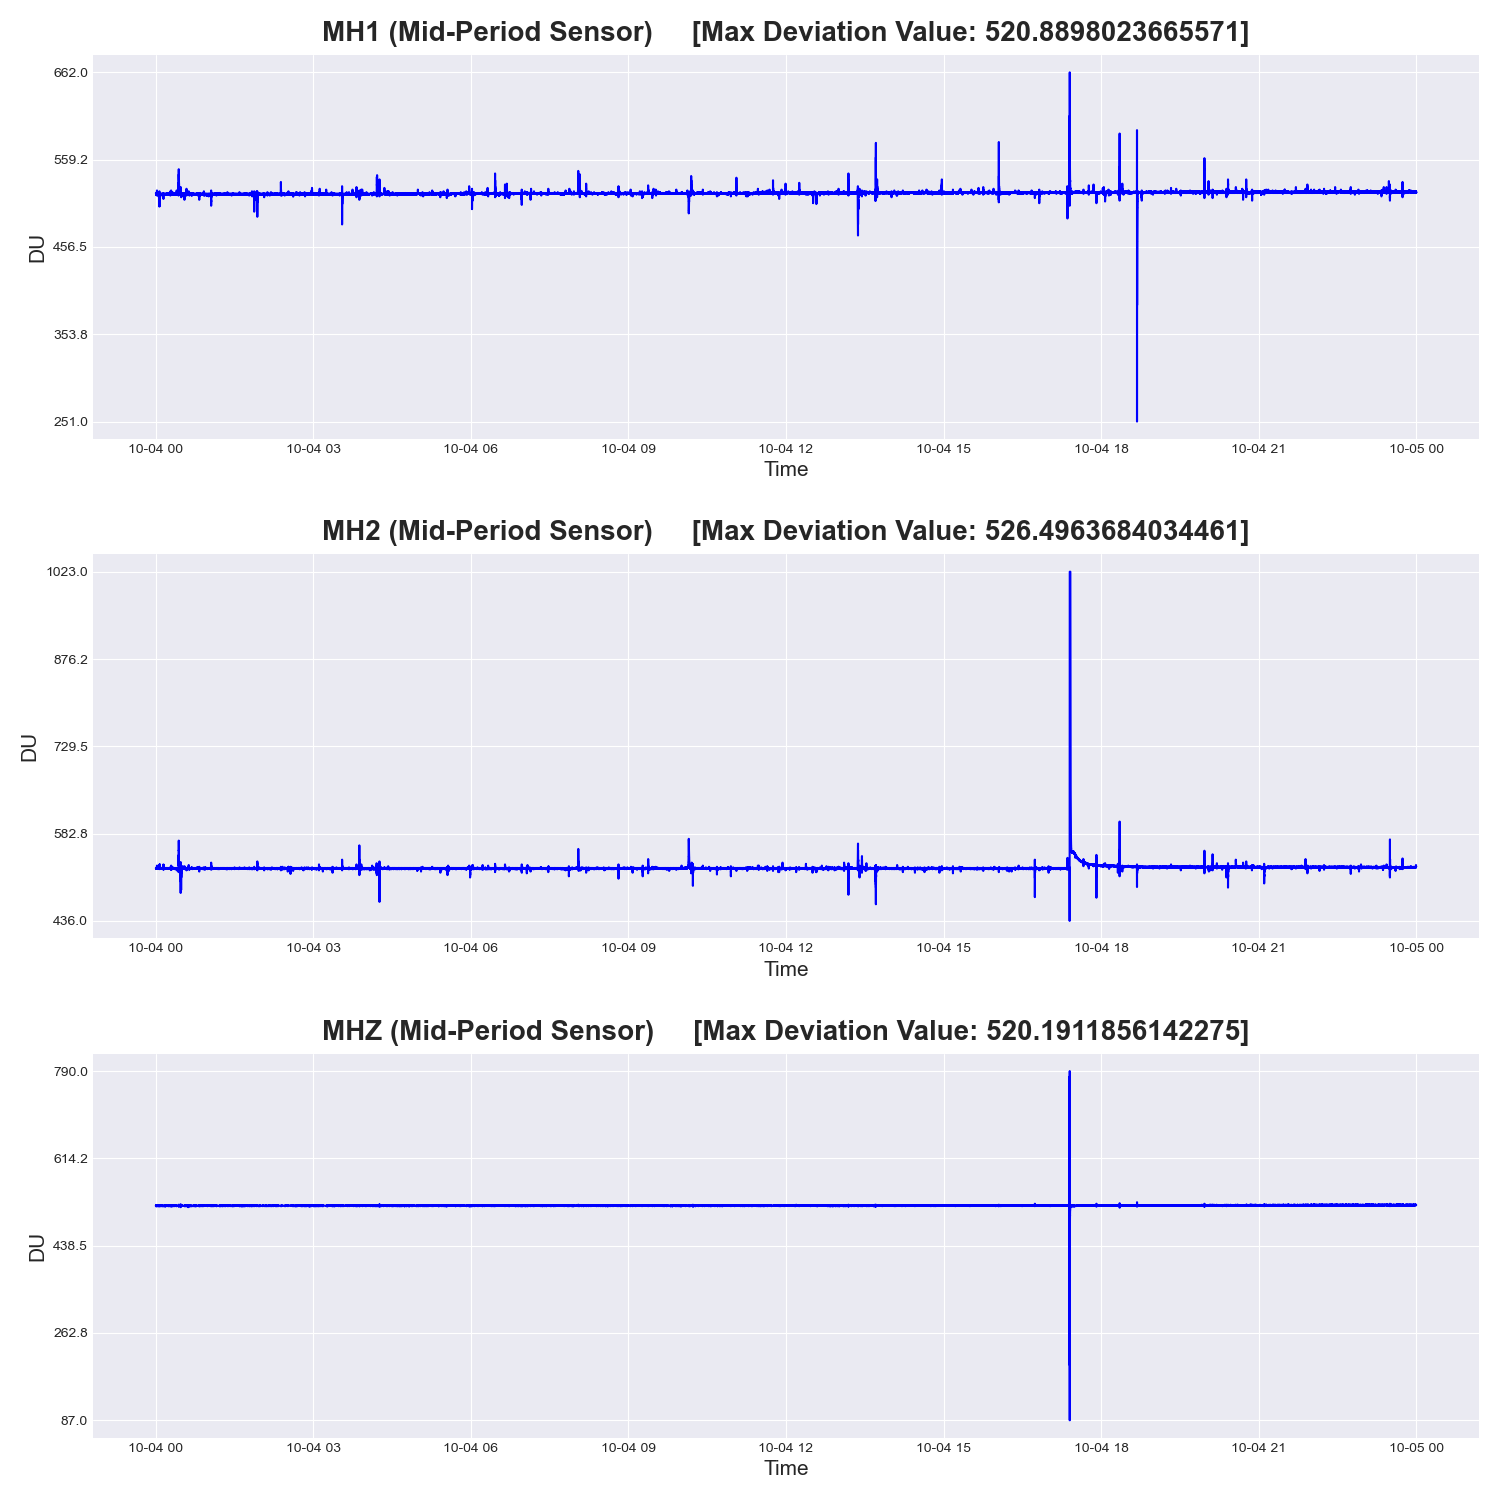 MH1 (Mid-Period Sensor) [Max Deviation Value: 520.8898023665571]
662.0
559.2
456.5
353.8
251.0
DU
10-04 00 10-04 03 10-04 06 10-04 09 10-04 12 10-04 15 10-04 18 10-04 21 10-05 00
Time
MH2 (Mid-Period Sensor) [Max Deviation Value: 526.4963684034461]
1023.0
876.2
729.5
582.8
436.0
DU
10-04 00 10-04 03 10-04 06 10-04 09 10-04 12 10-04 15 10-04 18 10-04 21 10-05 00
Time
MHZ (Mid-Period Sensor) [Max Deviation Value: 520.1911856142275]
790.0
614.2
438.5
262.8
87.0
DU
10-04 00 10-04 03 10-04 06 10-04 09 10-04 12 10-04 15 10-04 18 10-04 21 10-05 00
Time